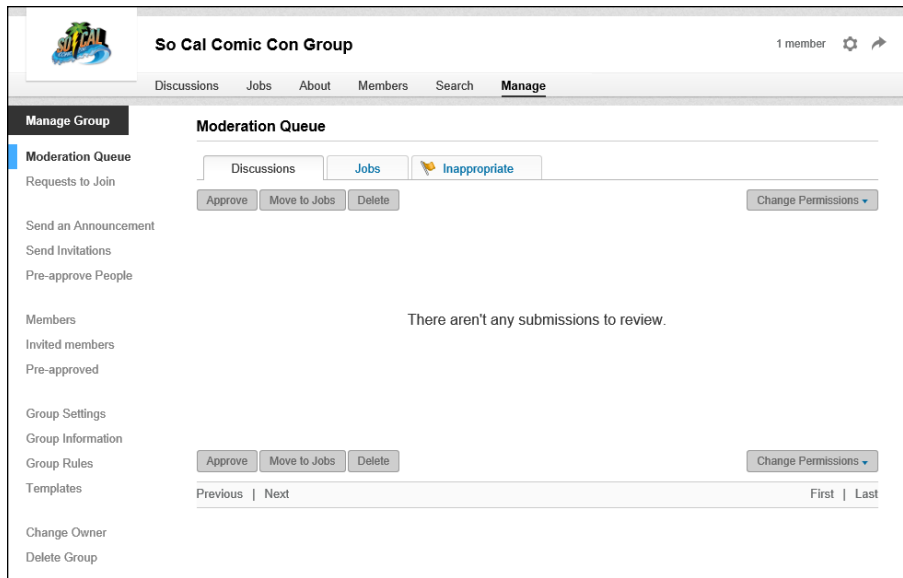 SO CAL
So Cal Comic Con Group
1 member
Discussions Jobs About Members Search Manage
Manage Group
Moderation Queue
Requests to Join
Send an Announcement
Send Invitations
Pre-approve People
Members
Invited members
Pre-approved
Group Settings
Group Information
Group Rules
Templates
Change Owner
Delete Group
Moderation Queue
Discussions Jobs Inappropriate
Approve Move to Jobs Delete Change Permissions
There aren't any submissions to review.
Approve Move to Jobs Delete Change Permissions
Previous | Next First | Last